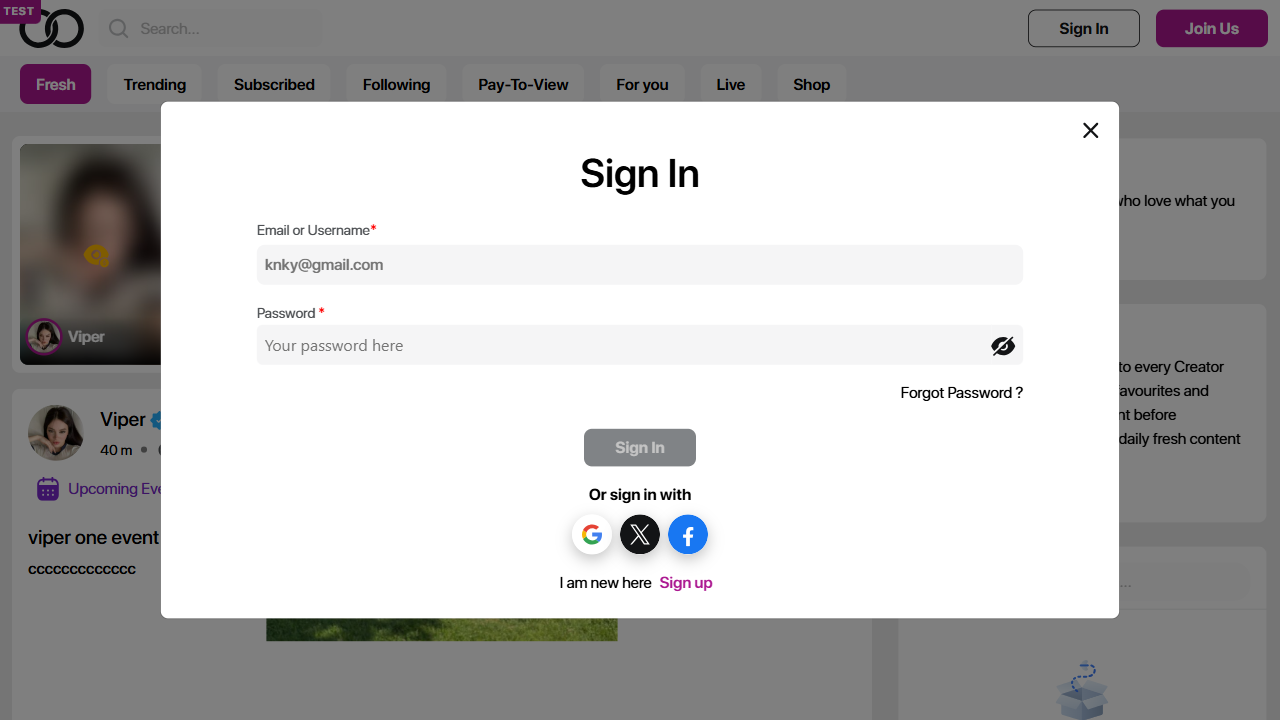 TEST
Search...
Sign In
Join Us
Fresh
Trending
Subscribed
Following
Pay-To-View
For you
Live
Shop
Sign In
Email or Username*
knky@gmail.com
Password *
Your password here
Forgot Password ?
Sign In
Or sign in with
I am new here Sign up
Viper
Viper
40 m
Upcoming Eve
viper one event
ccccccccccccc
who love what you
to every Creator
favourites and
nt before
daily fresh content
...